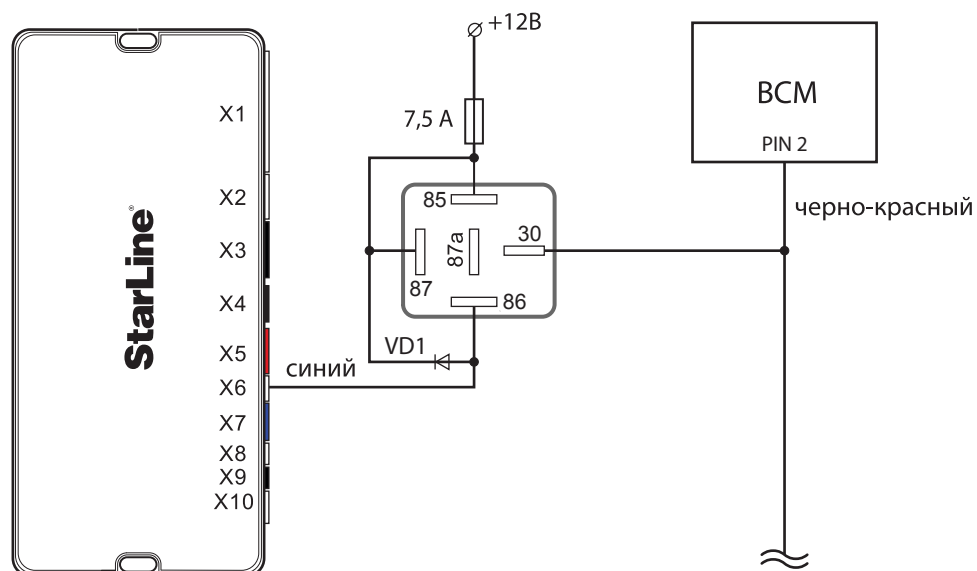 StarLine®
X1
X2
X3
X4
X5
X6
X7
X8
X9
X10
синий
+12В
7,5 А
85
87a
30
87
86
VD1
BCM
PIN 2
черно-красный